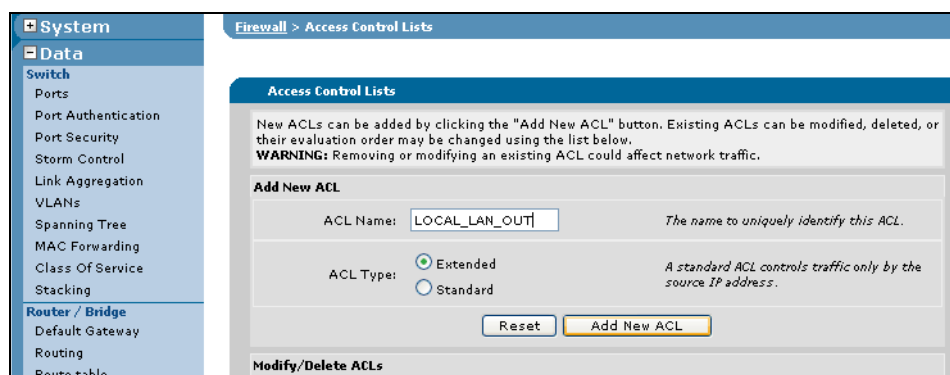 System
Data
Switch
Ports
Port Authentication
Port Security
Storm Control
Link Aggregation
VLANs
Spanning Tree
MAC Forwarding
Class Of Service
Stacking
Router / Bridge
Default Gateway
Routing
Route table
Firewall > Access Control Lists
Access Control Lists
New ACLs can be added by clicking the "Add New ACL" button. Existing ACLs can be modified, deleted, or
their evaluation order may be changed using the list below.
WARNING: Removing or modifying an existing ACL could affect network traffic.
Add New ACL
ACL Name: LOCAL_LAN_OUT The name to uniquely identify this ACL.
ACL Type: Extended
Standard
A standard ACL controls traffic only by the
source IP address.
Reset Add New ACL
Modify/Delete ACLs